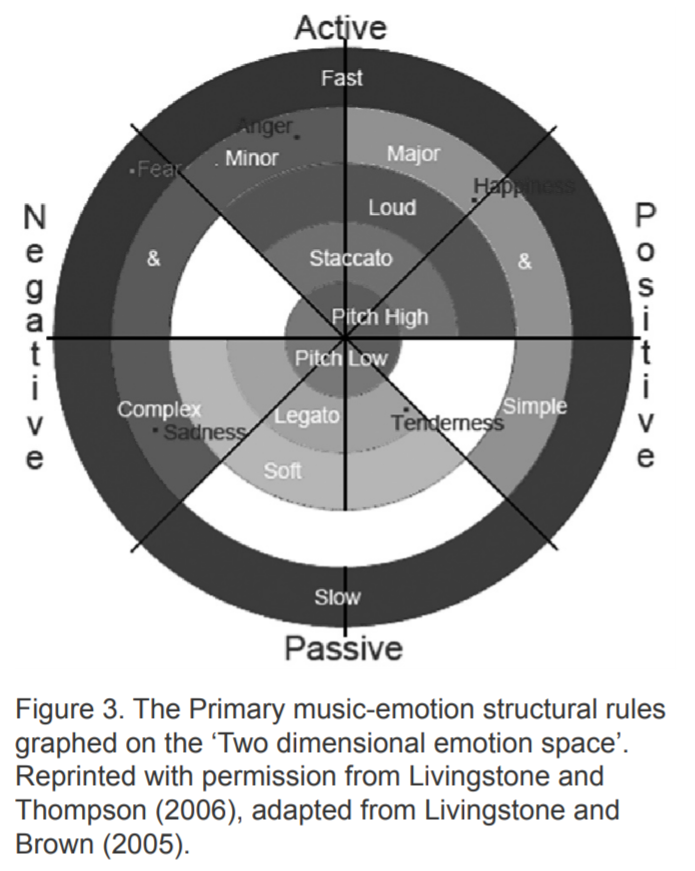 Active
Fast
Anger
Minor
Major
Fear
Happiness
Loud
Negative
Positive
&
Staccato
&
Pitch High
Pitch Low
Complex
Legato
Tenderness
Simple
Sadness
Soft
Slow
Passive
Figure 3. The Primary music-emotion structural rules
graphed on the ‘Two dimensional emotion space’.
Reprinted with permission from Livingstone and
Thompson (2006), adapted from Livingstone and
Brown (2005).